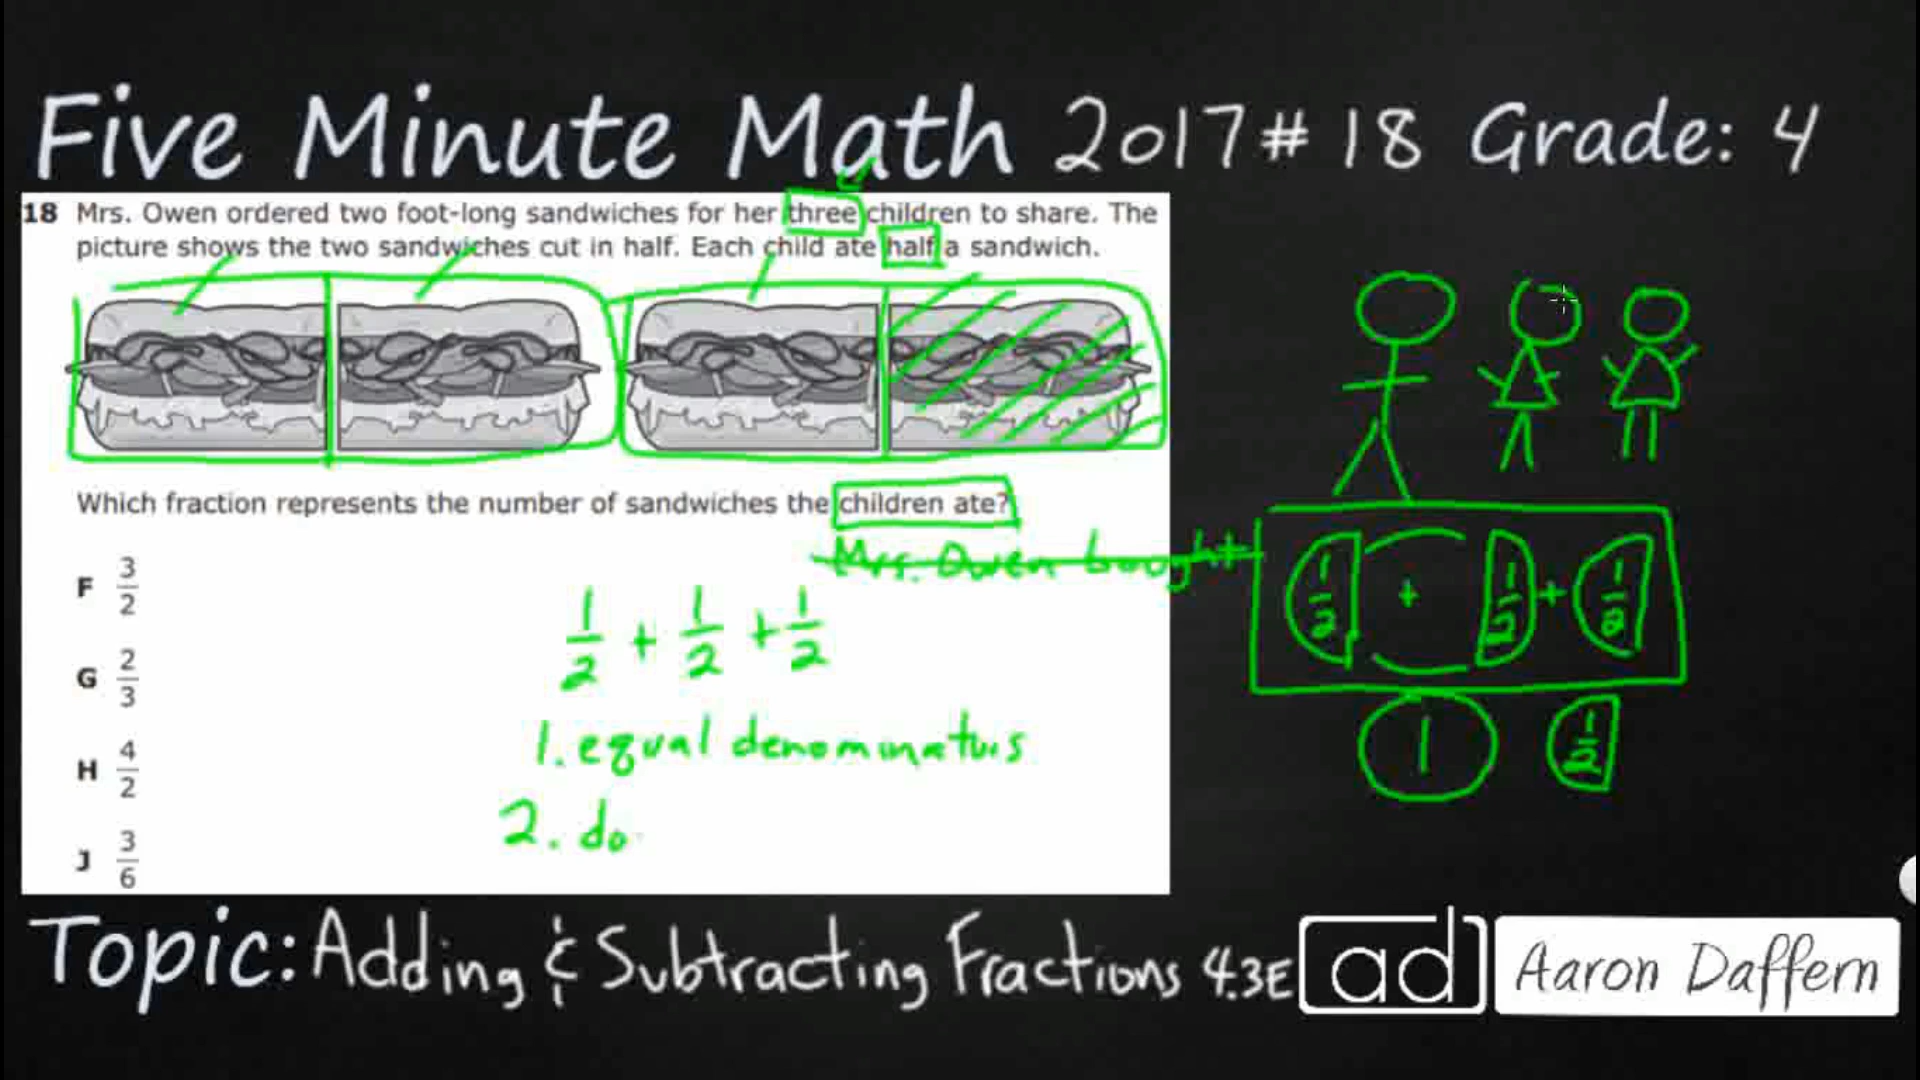 Five Minute Math 2017 # 18 Grade: 4
18 Mrs. Owen ordered two foot-long sandwiches for her three children to share. The
picture shows the two sandwiches cut in half. Each child ate half a sandwich.
Which fraction represents the number of sandwiches the children ate?
Mrs. Owen bought
F 3/2
G 2/3
H 4/2
J 3/6
1/2 + 1/2 + 1/2
1. equal denominators
2. do
1/2 + 1/2 + 1/2
1 1/2
Topic: Adding & Subtracting Fractions 4.3E
ad
Aaron Daffern